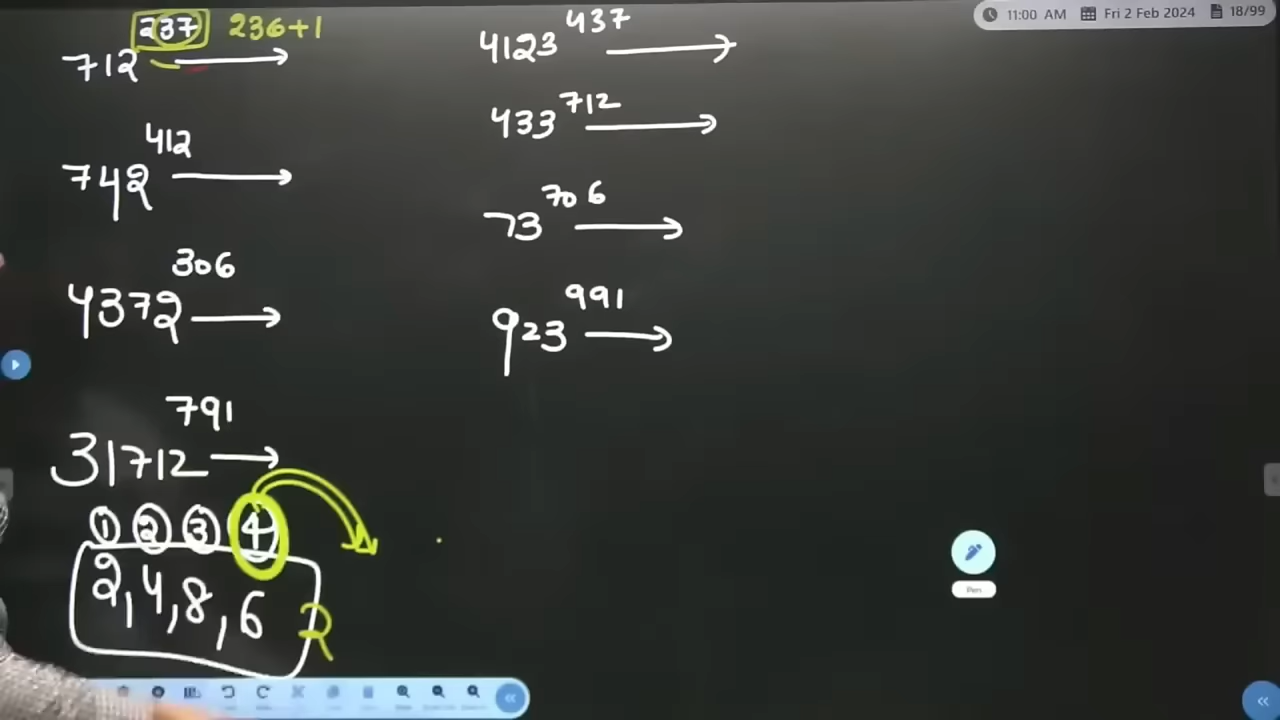 11:00 AM Fri 2 Feb 2024 18/99
712^237 236+1
742^412
4372^306
31712^791
① ② ③ ④
2, 4, 8, 6 2
4123^437
433^712
73^706
923^991
Pen